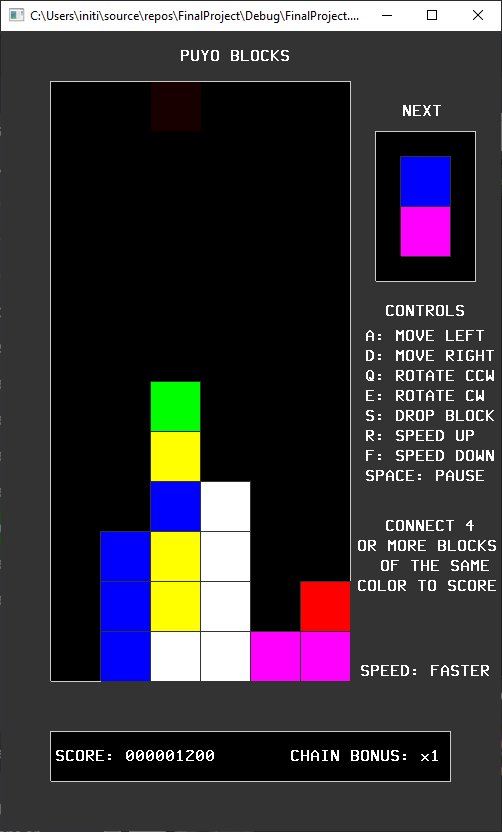 C:\Users\initi\source\repos\FinalProject\Debug\FinalProject....
PUYO BLOCKS
NEXT
CONTROLS
A: MOVE LEFT
D: MOVE RIGHT
Q: ROTATE CCW
E: ROTATE CW
S: DROP BLOCK
R: SPEED UP
F: SPEED DOWN
SPACE: PAUSE
CONNECT 4
OR MORE BLOCKS
OF THE SAME
COLOR TO SCORE
SPEED: FASTER
SCORE: 000001200 CHAIN BONUS: x1